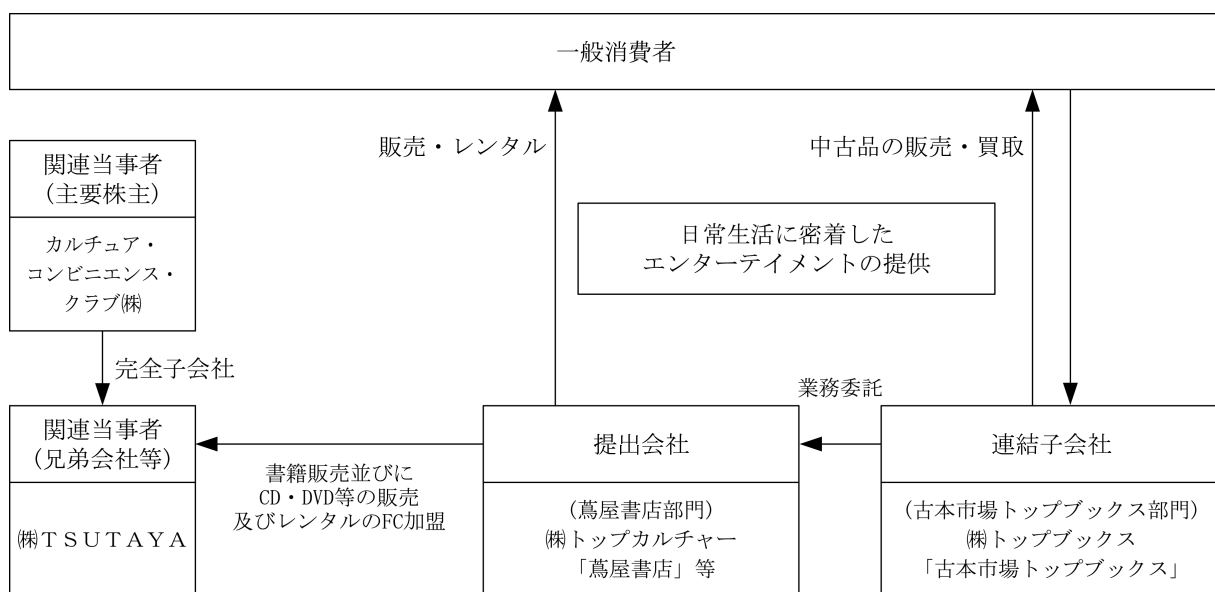 一般消費者
販売・レンタル
中古品の販売・買取
関連当事者
(主要株主)
カルチュア・
コンビニエンス・
クラブ㈱
日常生活に密着した
エンターテイメントの提供
完全子会社
業務委託
関連当事者
(兄弟会社等)
㈱ＴＳＵＴＡＹＡ
書籍販売並びに
CD・DVD等の販売
及びレンタルのFC加盟
提出会社
(蔦屋書店部門)
㈱トップカルチャー
「蔦屋書店」等
連結子会社
(古本市場トップブックス部門)
㈱トップブックス
「古本市場トップブックス」